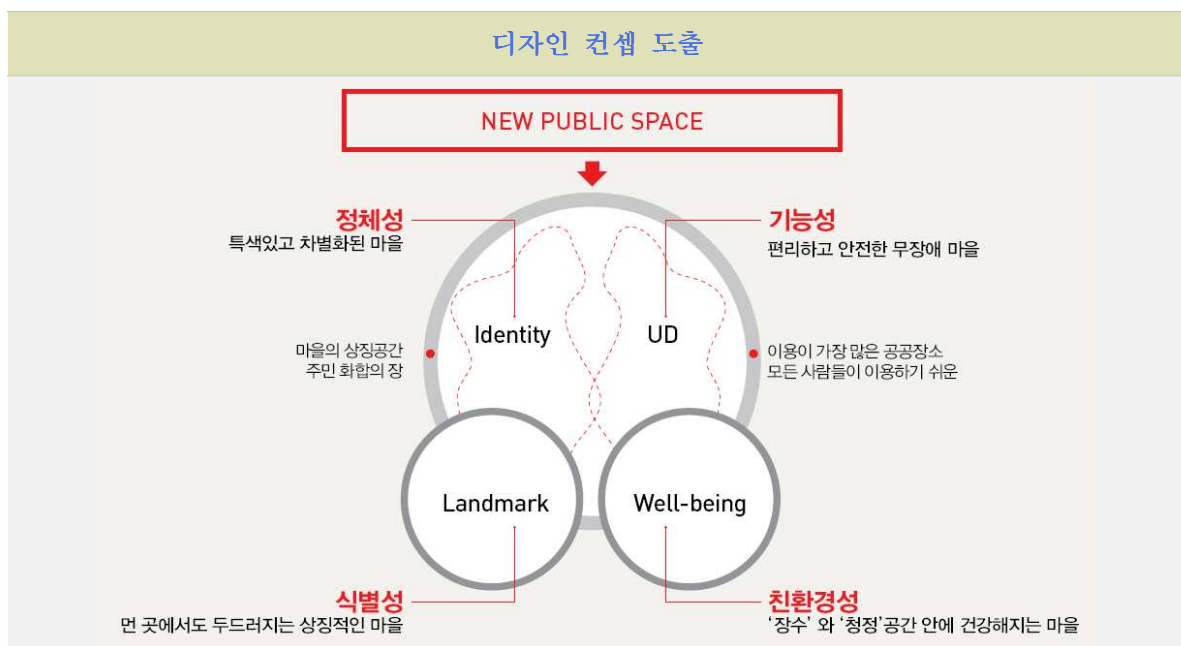 디자인 컨셉 도출
NEW PUBLIC SPACE
정체성
특색있고 차별화된 마을
기능성
편리하고 안전한 무장애 마을
Identity
UD
마을의 상징공간
주민 화합의 장
이용이 가장 많은 공공장소
모든 사람들이 이용하기 쉬운
Landmark
Well-being
식별성
먼 곳에서도 두드러지는 상징적인 마을
친환경성
‘장수’ 와 ‘청정’공간 안에 건강해지는 마을